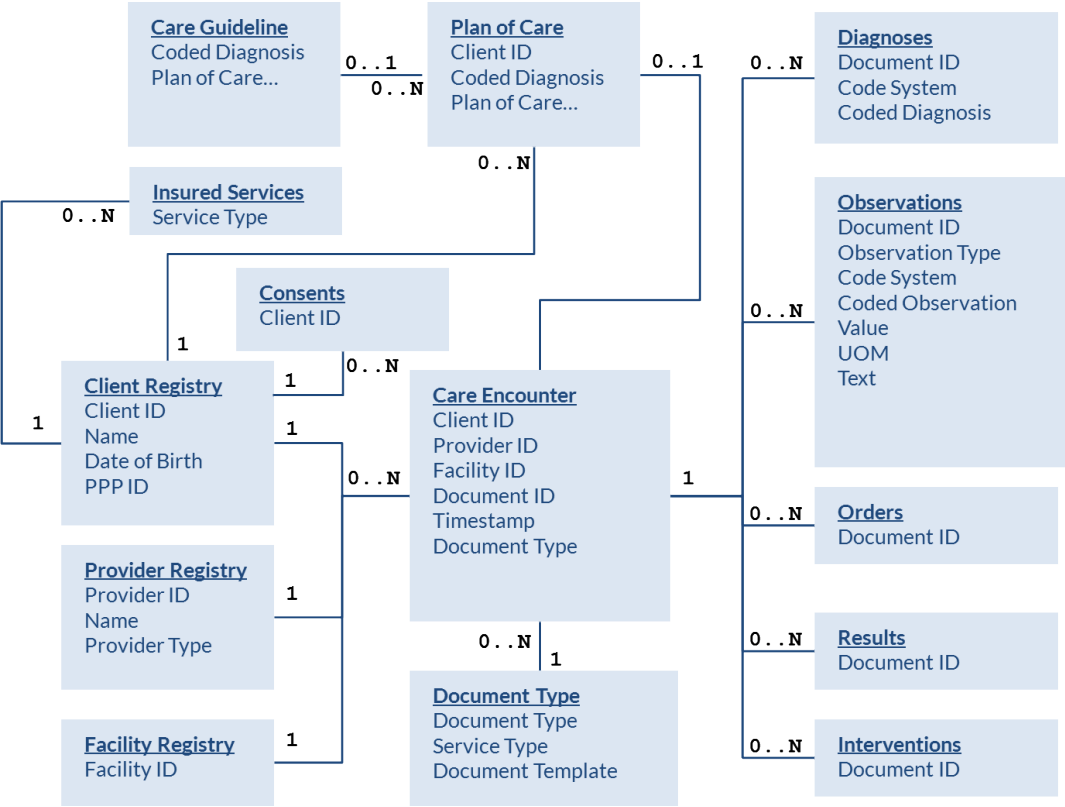 Care Guideline
Coded Diagnosis
Plan of Care...
0..1
0..N
Plan of Care
Client ID
Coded Diagnosis
Plan of Care...
0..1
0..N
Diagnoses
Document ID
Code System
Coded Diagnosis
0..N
Insured Services
Service Type
0..N
0..N
Observations
Document ID
Observation Type
Code System
Coded Observation
Value
UOM
Text
Consents
Client ID
0..N
1
1
Client Registry
Client ID
Name
Date of Birth
PPP ID
1
1
0..N
Care Encounter
Client ID
Provider ID
Facility ID
Document ID
Timestamp
Document Type
1
0..N
Orders
Document ID
Provider Registry
Provider ID
Name
Provider Type
1
0..N
1
0..N
Results
Document ID
Document Type
Document Type
Service Type
Document Template
Facility Registry
Facility ID
1
0..N
Interventions
Document ID